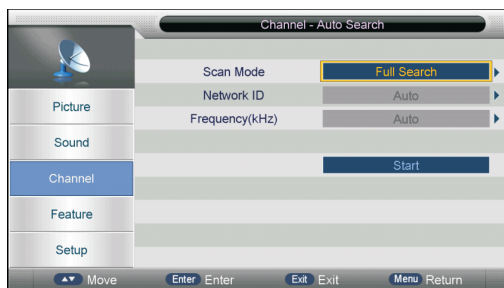 Channel - Auto Search
Scan Mode Full Search
Network ID Auto
Frequency(kHz) Auto
Start
Picture
Sound
Channel
Feature
Setup
Move Enter Enter Exit Exit Menu Return